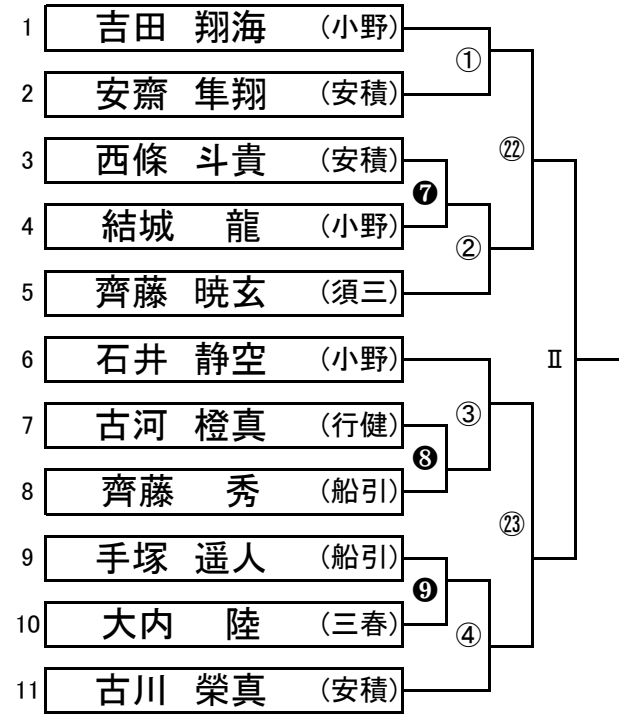 1 吉田 翔海 (小野)
①
2 安齋 隼翔 (安積)
㉒
3 西條 斗貴 (安積)
❼
4 結城 龍 (小野)
②
5 齊藤 暁玄 (須三)
6 石井 静空 (小野)
Ⅱ
③
7 古河 橙真 (行健)
❽
8 齊藤 秀 (船引)
㉓
9 手塚 遥人 (船引)
❾
10 大内 陸 (三春)
④
11 古川 榮真 (安積)